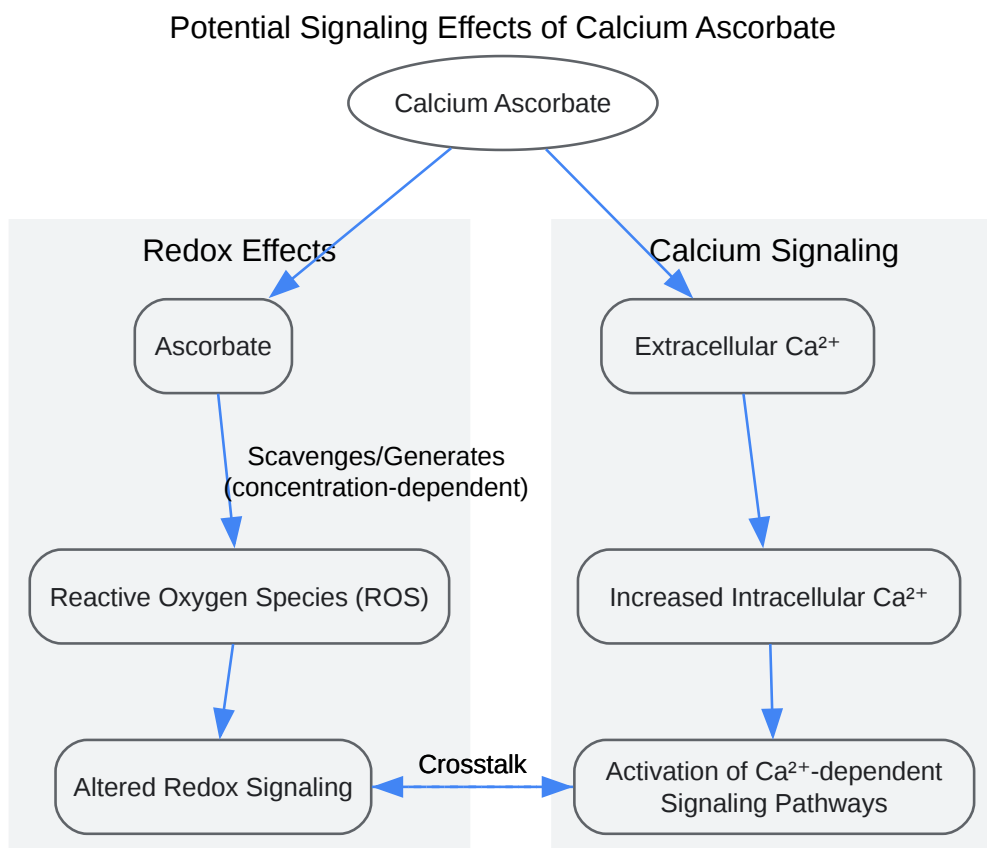 Potential Signaling Effects of Calcium Ascorbate
Calcium Ascorbate
Redox Effects
Calcium Signaling
Ascorbate
Extracellular Ca²⁺
Scavenges/Generates
(concentration-dependent)
Reactive Oxygen Species (ROS)
Increased Intracellular Ca²⁺
Altered Redox Signaling
Crosstalk
Activation of Ca²⁺-dependent
Signaling Pathways